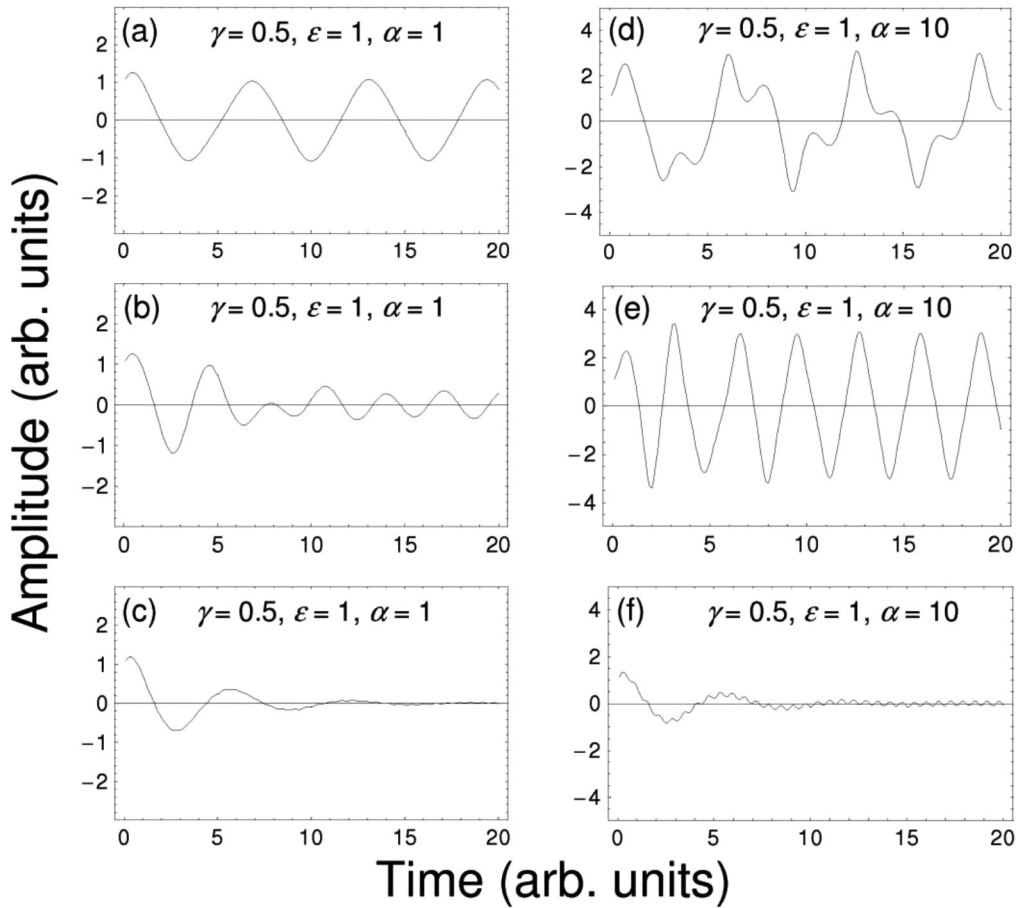 Amplitude (arb. units)
(a) γ = 0.5, ε = 1, α = 1
2
1
0
−1
−2
0 5 10 15 20
(b) γ = 0.5, ε = 1, α = 1
2
1
0
−1
−2
0 5 10 15 20
(c) γ = 0.5, ε = 1, α = 1
2
1
0
−1
−2
0 5 10 15 20
(d) γ = 0.5, ε = 1, α = 10
4
2
0
−2
−4
0 5 10 15 20
(e) γ = 0.5, ε = 1, α = 10
4
2
0
−2
−4
0 5 10 15 20
(f) γ = 0.5, ε = 1, α = 10
4
2
0
−2
−4
0 5 10 15 20
Time (arb. units)